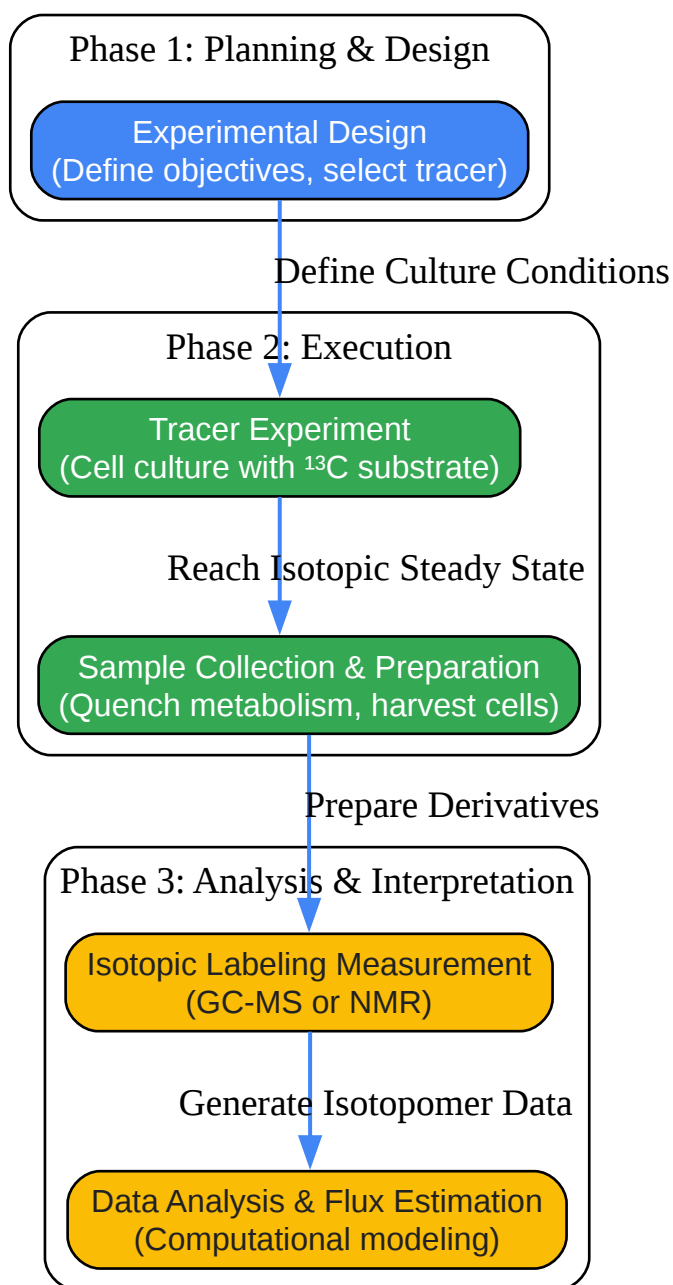 Phase 1: Planning & Design
Experimental Design
(Define objectives, select tracer)
Define Culture Conditions
Phase 2: Execution
Tracer Experiment
(Cell culture with ¹³C substrate)
Reach Isotopic Steady State
Sample Collection & Preparation
(Quench metabolism, harvest cells)
Prepare Derivatives
Phase 3: Analysis & Interpretation
Isotopic Labeling Measurement
(GC-MS or NMR)
Generate Isotopomer Data
Data Analysis & Flux Estimation
(Computational modeling)